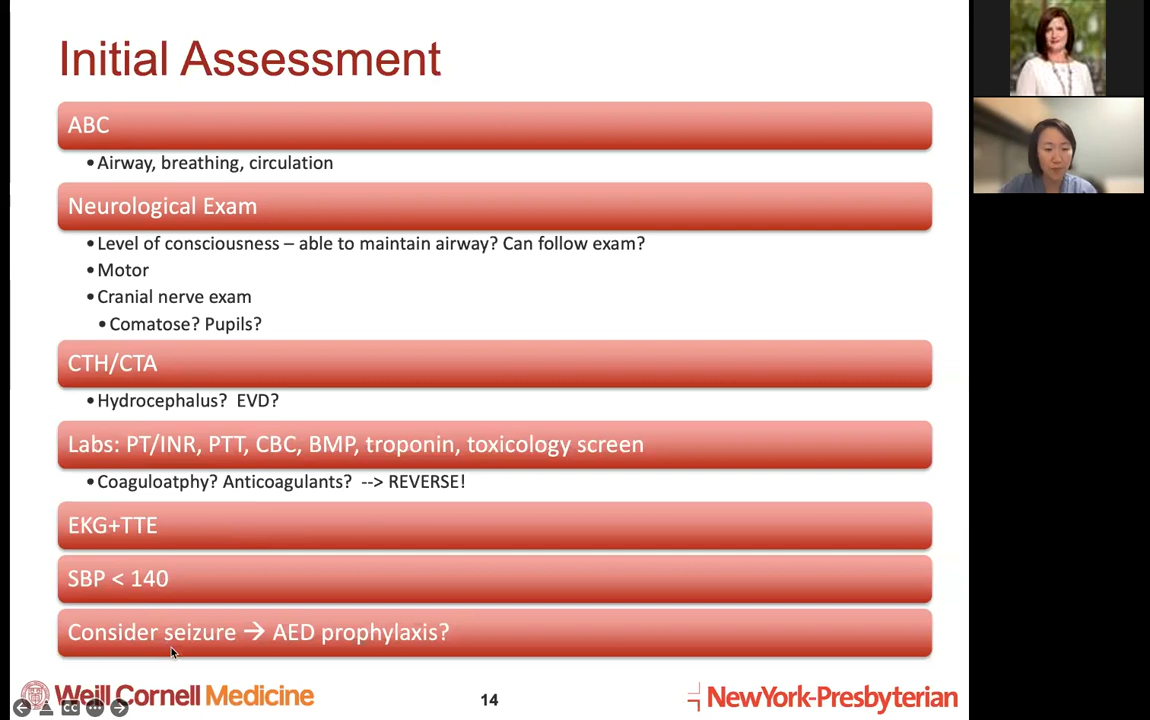 Initial Assessment
ABC
•Airway, breathing, circulation
Neurological Exam
•Level of consciousness – able to maintain airway? Can follow exam?
•Motor
•Cranial nerve exam
•Comatose? Pupils?
CTH/CTA
•Hydrocephalus?  EVD?
Labs: PT/INR, PTT, CBC, BMP, troponin, toxicology screen
•Coaguloatphy? Anticoagulants?  --> REVERSE!
EKG+TTE
SBP < 140
Consider seizure → AED prophylaxis?
Weill Cornell Medicine
14
NewYork-Presbyterian
CC